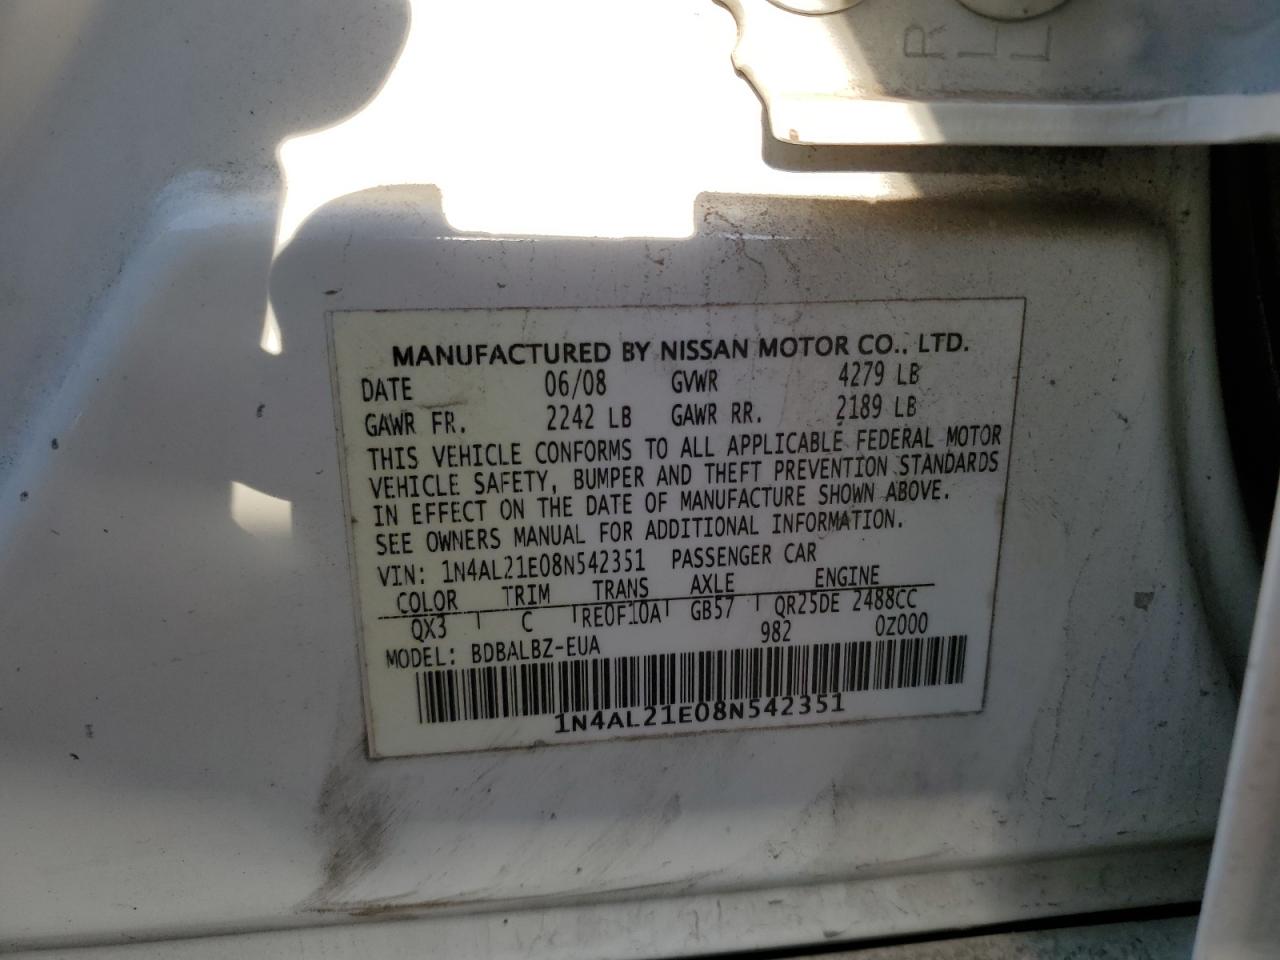 R
L L
MANUFACTURED BY NISSAN MOTOR CO., LTD.
DATE 06/08 GVWR 4279 LB
GAWR FR. 2242 LB GAWR RR. 2189 LB
THIS VEHICLE CONFORMS TO ALL APPLICABLE FEDERAL MOTOR
VEHICLE SAFETY, BUMPER AND THEFT PREVENTION STANDARDS
IN EFFECT ON THE DATE OF MANUFACTURE SHOWN ABOVE.
SEE OWNERS MANUAL FOR ADDITIONAL INFORMATION.
VIN: 1N4AL21E08N542351 PASSENGER CAR
COLOR TRIM TRANS AXLE ENGINE
QX3 C RE0F10A GB57 QR25DE 2488CC
MODEL: BDBALBZ-EUA 982 0Z000
1N4AL21E08N542351